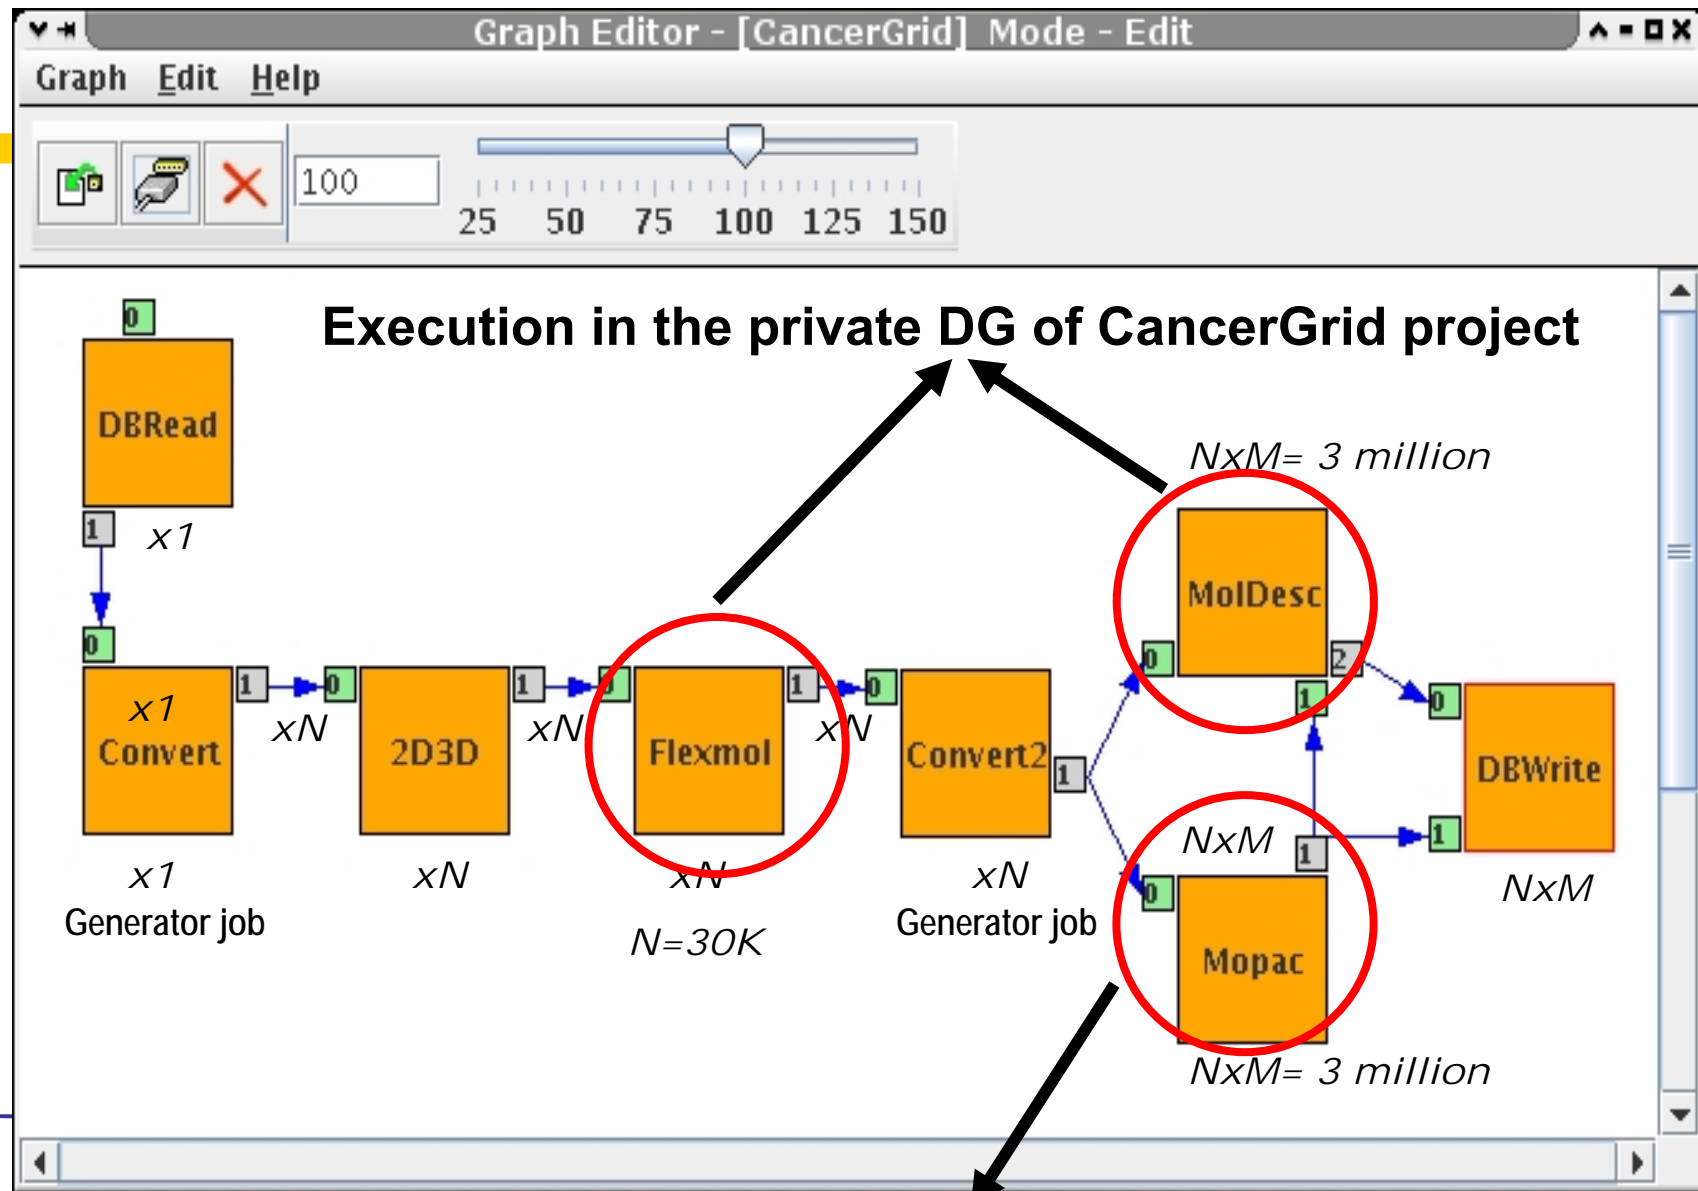 Graph Editor - [CancerGrid] Mode - Edit
Graph Edit Help
100
25 50 75 100 125 150
Execution in the private DG of CancerGrid project
0
DBRead
1
x1
NxM= 3 million
MolDesc
0
2
1
0
x1
Convert
1
xN
0
2D3D
1
xN
0
Flexmol
1
xN
0
Convert2
1
0
DBWrite
1
NxM
1
x1
Generator job
xN
xN
N=30K
xN
Generator job
0
Mopac
NxM
NxM= 3 million